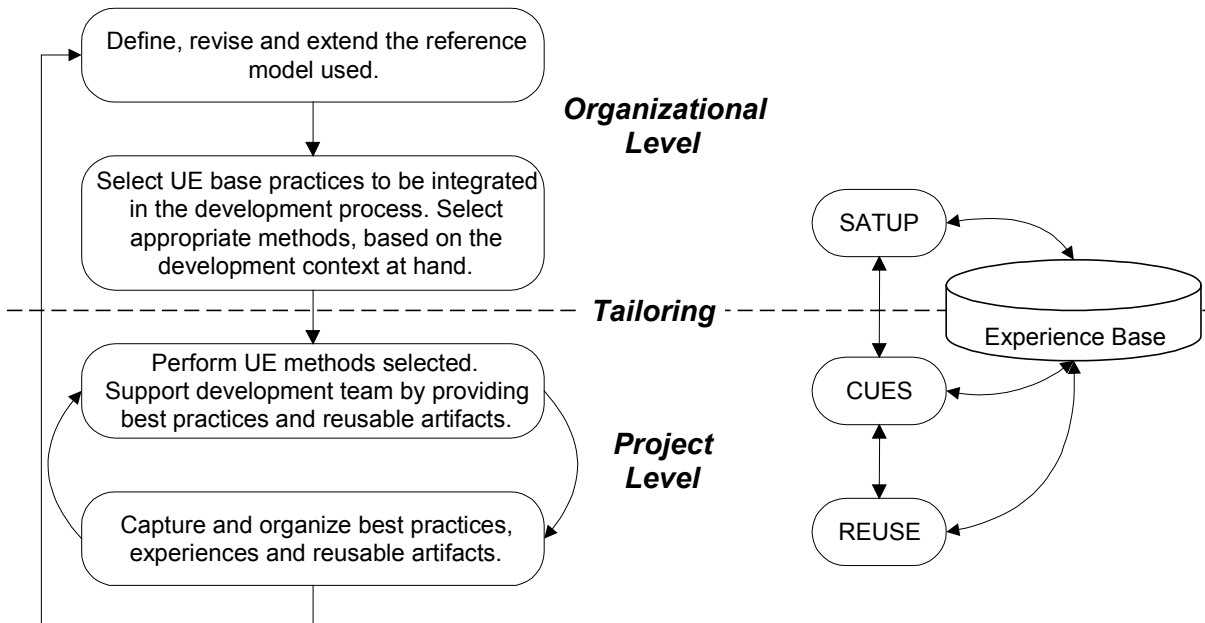 Define, revise and extend the reference
model used.
Organizational
Level
Select UE base practices to be integrated
in the development process. Select
appropriate methods, based on the
development context at hand.
SATUP
Tailoring
Experience Base
Perform UE methods selected.
Support development team by providing
best practices and reusable artifacts.
CUES
Project
Level
Capture and organize best practices,
experiences and reusable artifacts.
REUSE